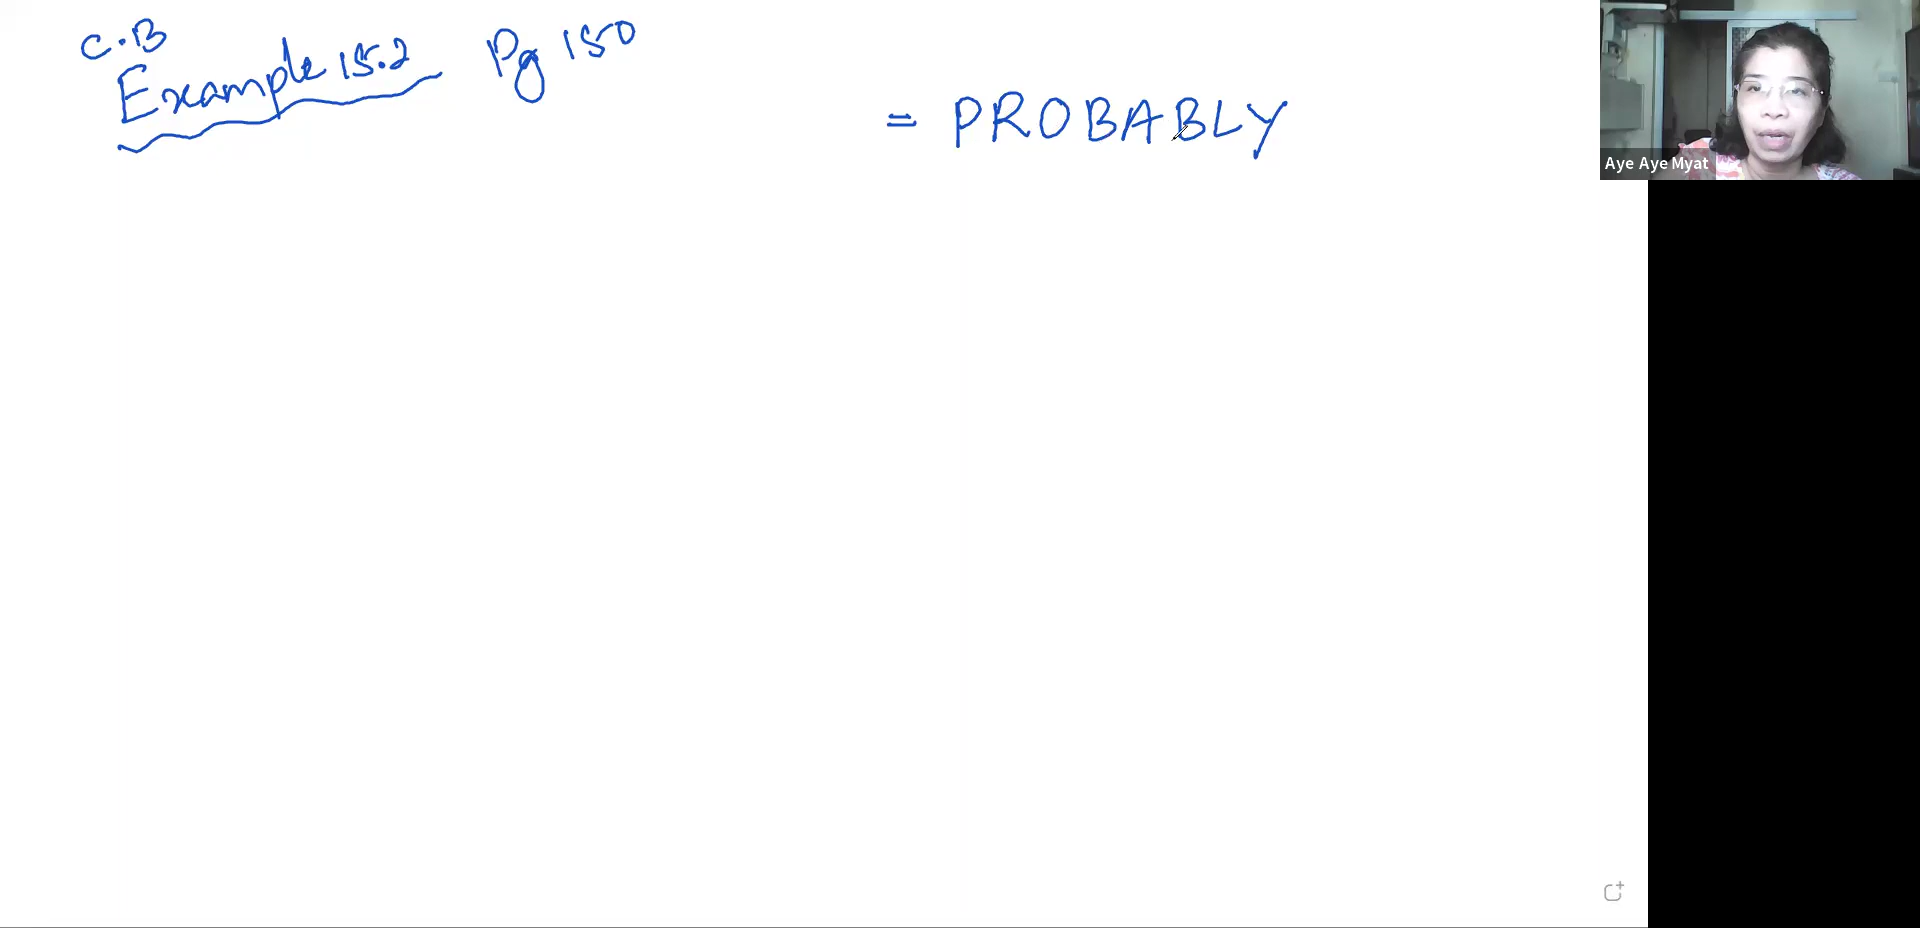 C.B
Example 15.2 Pg 150
= PROBABLY
Aye Aye Myat